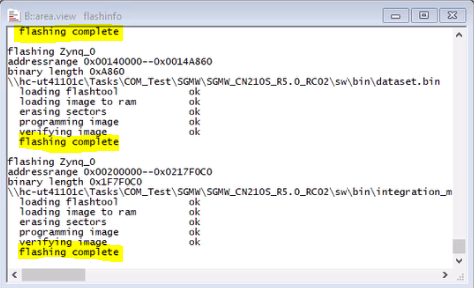 B::area.view flashinfo
flashing complete
flashing Zynq_0
addressrange 0x00140000--0x0014A860
binary length 0xA860
\\hc-ut41101c\Tasks\COM_Test\SGMW\SGMW_CN210S_R5.0_RC02\sw\bin\dataset.bin
loading flashtool ok
loading image to ram ok
erasing sectors ok
programming image ok
verifying image ok
flashing complete
flashing Zynq_0
addressrange 0x00200000--0x0217F0C0
binary length 0x1F7F0C0
\\hc-ut41101c\Tasks\COM_Test\SGMW\SGMW_CN210S_R5.0_RC02\sw\bin\integration_m
loading flashtool ok
loading image to ram ok
erasing sectors ok
programming image ok
verifying image ok
flashing complete